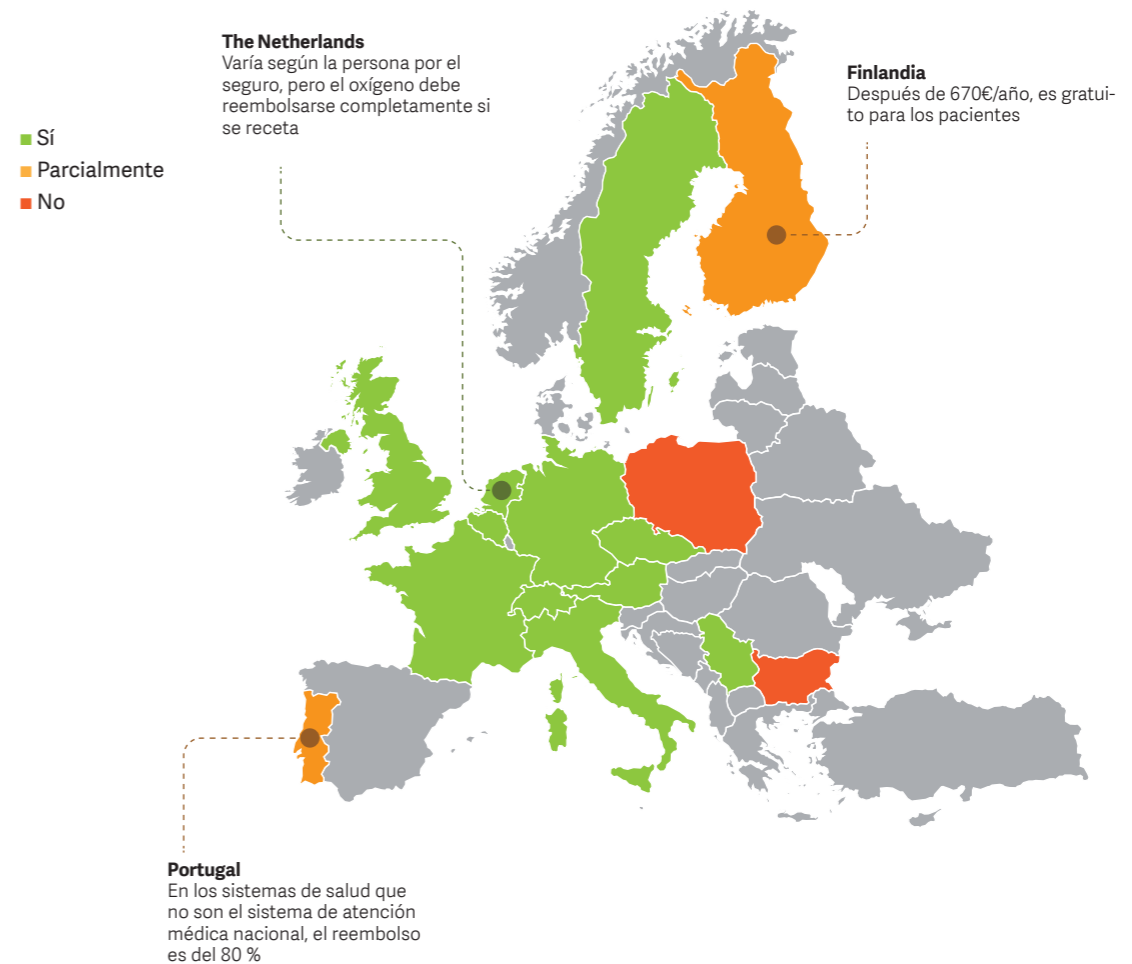 The Netherlands
Varía según la persona por el
seguro, pero el oxígeno debe
reembolsarse completamente si
se receta
Finlandia
Después de 670€/año, es gratui-
to para los pacientes
Sí
Parcialmente
No
Portugal
En los sistemas de salud que
no son el sistema de atención
médica nacional, el reembolso
es del 80 %